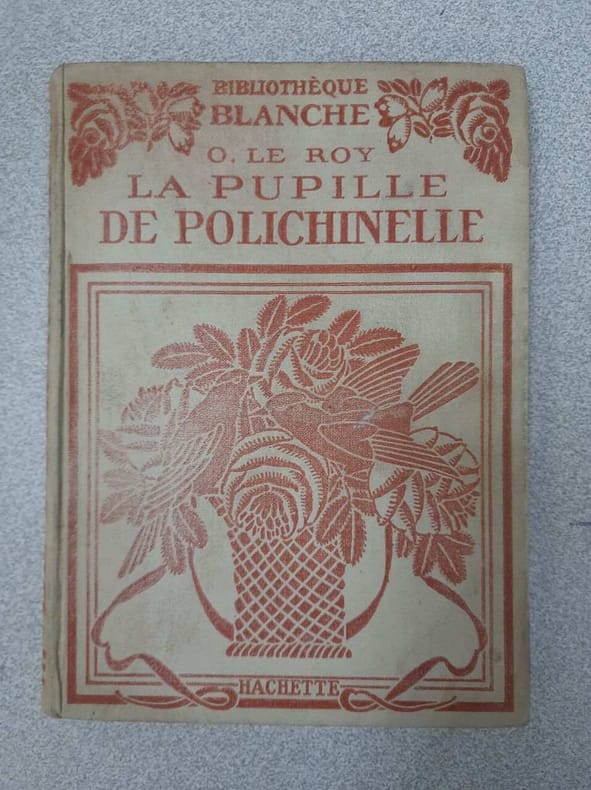 BIBLIOTHÈQUE
BLANCHE
O. LE ROY
LA PUPILLE
DE POLICHINELLE
HACHETTE